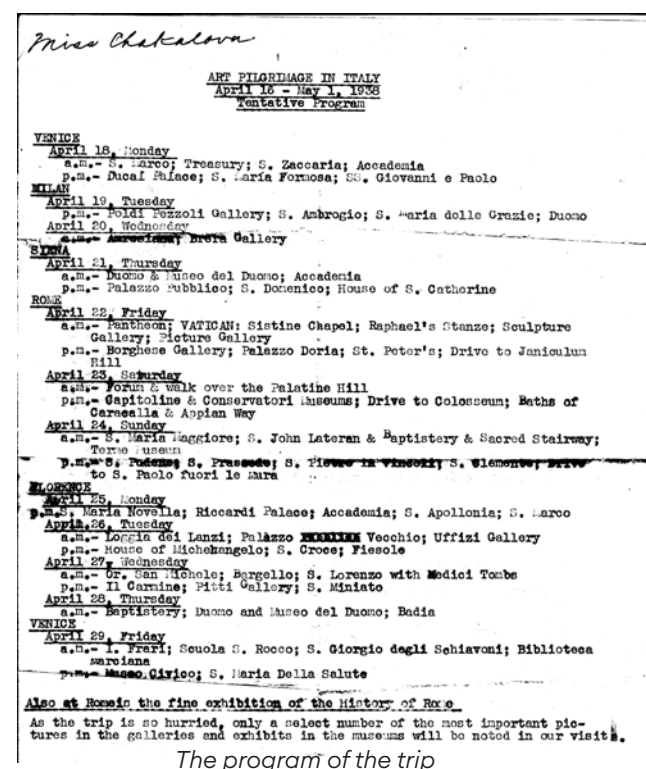 Miss Chakalova
ART PILGRIMAGE IN ITALY
April 16 - May 1, 1938
Tentative Program
VENICE
April 18, Monday
a.m.- S. Marco; Treasury; S. Zaccaria; Accademia
p.m.- Ducal Palace; S. Maria Formosa; SS. Giovanni e Paolo
MILAN
April 19, Tuesday
p.m.- Poldi Pezzoli Gallery; S. Ambrogio; S. Maria delle Grazie; Duomo
April 20, Wednesday
a.m.- Ambrosiana; Brera Gallery
SIENA
April 21, Thursday
a.m.- Duomo & Museo del Duomo; Accademia
p.m.- Palazzo Pubblico; S. Domenico; House of S. Catherine
ROME
April 22, Friday
a.m.- Pantheon; VATICAN: Sistine Chapel; Raphael's Stanze; Sculpture
Gallery; Picture Gallery
p.m.- Borghese Gallery; Palazzo Doria; St. Peter's; Drive to Janiculum
Hill
April 23, Saturday
a.m.- Forum & walk over the Palatine Hill
p.m.- Capitoline & Conservatori Museums; Drive to Colosseum; Baths of
Caracalla & Appian Way
April 24, Sunday
a.m.- S. Maria Maggiore; S. John Lateran & Baptistery & Sacred Stairway;
Terme Museum
p.m.- S. Pudenz; S. Prassede; S. Pietro in Vincoli; S. Clemente; Drive
to S. Paolo fuori le mura
FLORENCE
April 25, Monday
p.m. S. Maria Novella; Riccardi Palace; Accademia; S. Apollonia; S. Marco
April 26, Tuesday
a.m.- Loggia dei Lanzi; Palazzo Vecchio; Uffizi Gallery
p.m.- House of Michelangelo; S. Croce; Fiesole
April 27, Wednesday
a.m.- Or. San Michele; Bargello; S. Lorenzo with Medici Tombs
p.m.- Il Carmine; Pitti Gallery; S. Miniato
April 28, Thursday
a.m.- Baptistery; Duomo and Museo del Duomo; Badia
VENICE
April 29, Friday
a.m.- I. Frari; Scuola S. Rocco; S. Giorgio degli Schiavoni; Biblioteca
Marciana
p.m.- Museo Civico; S. Maria Della Salute
Also at Romeis the fine exhibition of the History of Rome
As the trip is so hurried, only a select number of the most important pic-
tures in the galleries and exhibits in the museums will be noted in our visits.
The program of the trip